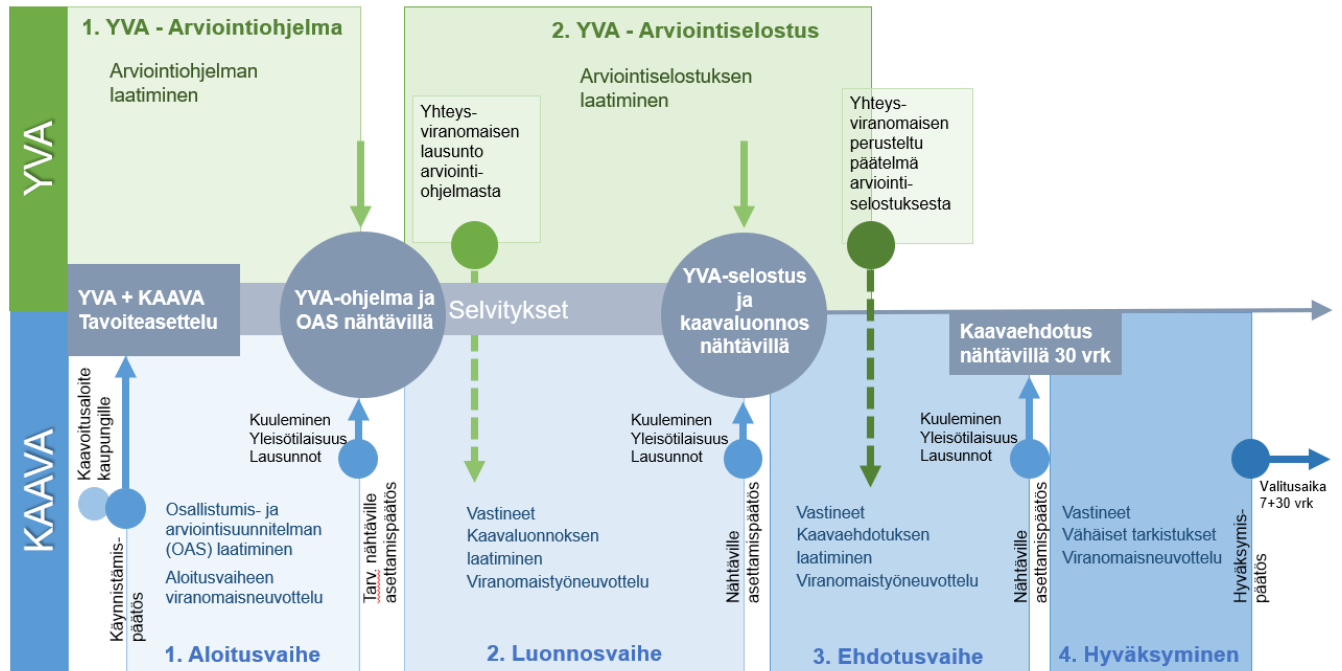 YVA
1. YVA - Arviointiohjelma
Arviointiohjelman
laatiminen
2. YVA - Arviointiselostus
Arviointiselostuksen
laatiminen
Yhteys-
viranomaisen
lausunto
arviointi-
ohjelmasta
Yhteys-
viranomaisen
perusteltu
päätelmä
arviointi-
selostuksesta
YVA + KAAVA
Tavoiteasettelu
YVA-ohjelma ja
OAS nähtävillä
Selvitykset
YVA-selostus
ja
kaavaluonnos
nähtävillä
Kaavaehdotus
nähtävillä 30 vrk
KAAVA
Kaavoitusaloite
kaupungille
Käynnistämis-
päätös
Osallistumis- ja
arviointisuunnitelman
(OAS) laatiminen
Aloitusvaiheen
viranomaisneuvottelu
1. Aloitusvaihe
Kuuleminen
Yleisötilaisuus
Lausunnot
Tarv. nähtäville
asettamispäätös
Vastineet
Kaavaluonnoksen
laatiminen
Viranomaistyöneuvottelu
2. Luonnosvaihe
Kuuleminen
Yleisötilaisuus
Lausunnot
Nähtäville
asettamispäätös
Vastineet
Kaavaehdotuksen
laatiminen
Viranomaistyöneuvottelu
3. Ehdotusvaihe
Kuuleminen
Yleisötilaisuus
Lausunnot
Nähtäville
asettamispäätös
Vastineet
Vähäiset tarkistukset
Viranomaisneuvottelu
4. Hyväksyminen
Hyväksymis-
päätös
Valitusaika
7+30 vrk